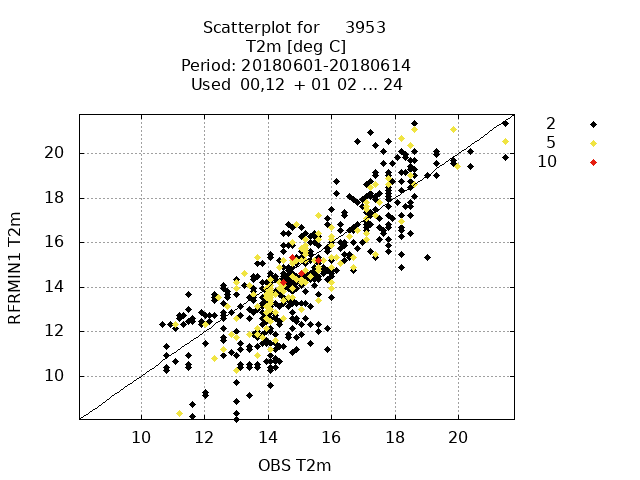 Scatterplot for 3953
T2m [deg C]
Period: 20180601-20180614
Used 00,12 + 01 02 ... 24
2
5
10
20
18
16
14
12
10
RFRMIN1 T2m
10 12 14 16 18 20
OBS T2m